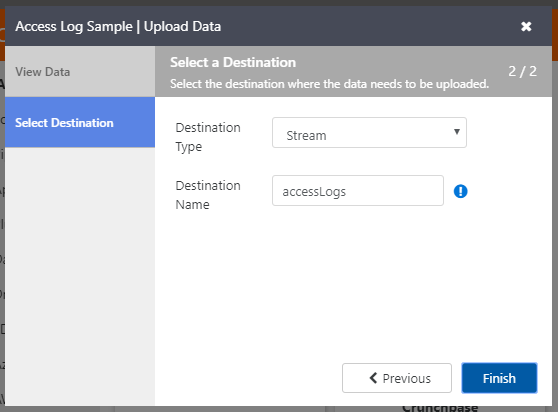 Access Log Sample | Upload Data
View Data
Select Destination
Select a Destination
Select the destination where the data needs to be uploaded.
2 / 2
Destination
Type
Stream
Destination
Name
accessLogs
Previous
Finish
Crunchbase